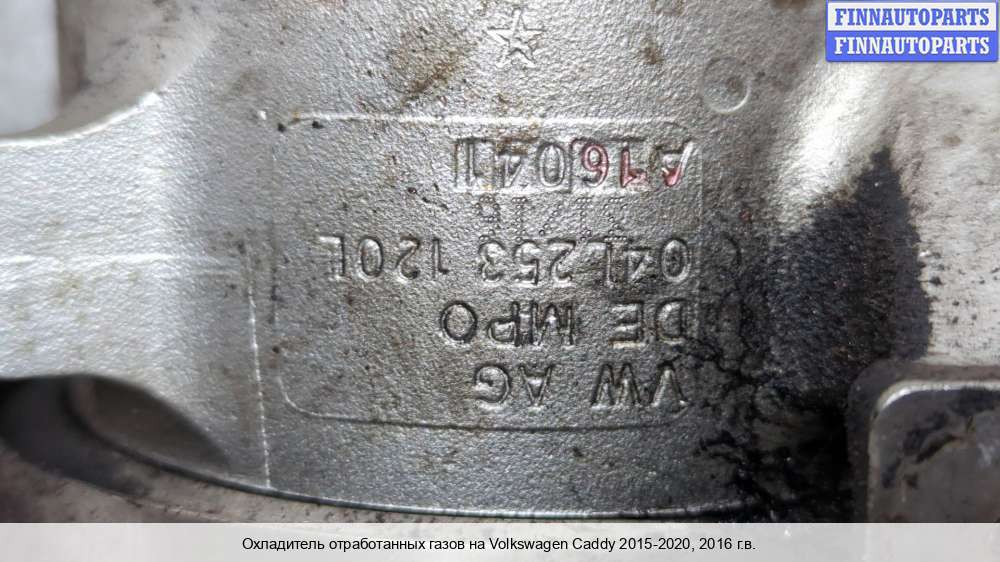 FINNAUTOPARTS
FINNAUTOPARTS
VW AG
DE MPO
04L 253 120L
A16041
Охладитель отработанных газов на Volkswagen Caddy 2015-2020, 2016 г.в.